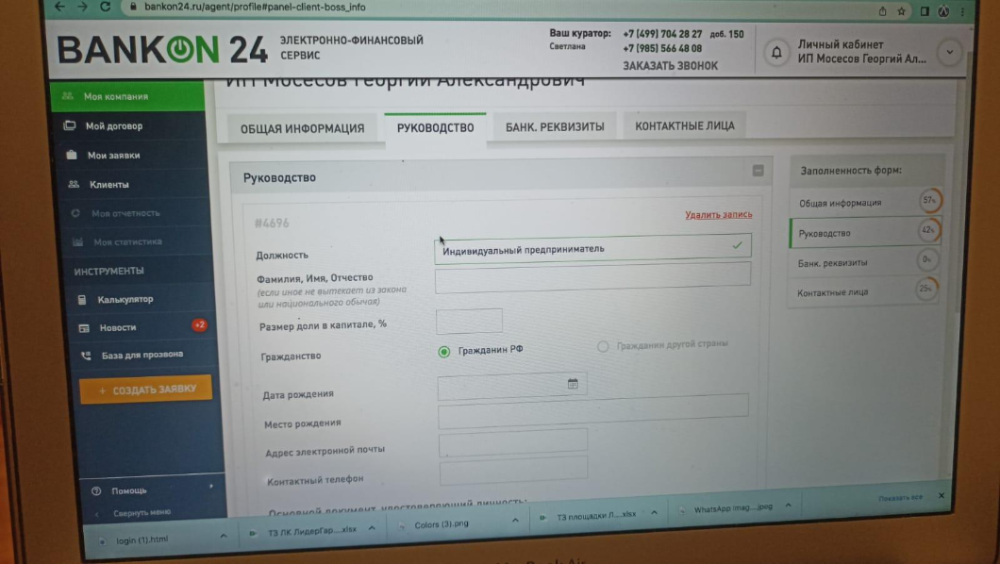 bankon24.ru/agent/profile#panel-client-boss_info
BANKON 24
ЭЛЕКТРОННО-ФИНАНСОВЫЙ
СЕРВИС
Ваш куратор:
Светлана
+7 (499) 704 28 27 доб. 150
+7 (985) 566 48 08
ЗАКАЗАТЬ ЗВОНОК
Личный кабинет
ИП Мосесов Георгий Ал...
Моя компания
Мой договор
Мои заявки
Клиенты
Моя отчетность
Моя статистика
ИНСТРУМЕНТЫ
Калькулятор
Новости
+2
База для прозвона
+ СОЗДАТЬ ЗАЯВКУ
Помощь
Свернуть меню
ИП Мосесов Георгий Александрович
ОБЩАЯ ИНФОРМАЦИЯ
РУКОВОДСТВО
БАНК. РЕКВИЗИТЫ
КОНТАКТНЫЕ ЛИЦА
Руководство
#4696
Удалить запись
Должность
Индивидуальный предприниматель
Фамилия, Имя, Отчество
(если иное не вытекает из закона
или национального обычая)
Размер доли в капитале, %
Гражданство
Гражданин РФ
Гражданин другой страны
Дата рождения
Место рождения
Адрес электронной почты
Контактный телефон
Основной документ, удостоверяющий личность:
Заполненность форм:
Общая информация
57%
Руководство
42%
Банк. реквизиты
0%
Контактные лица
25%
login (1).html
ТЗ ЛК ЛидерГар....xlsx
Colors (3).png
ТЗ площадки Л....xlsx
WhatsApp Imag....jpeg
Показать все